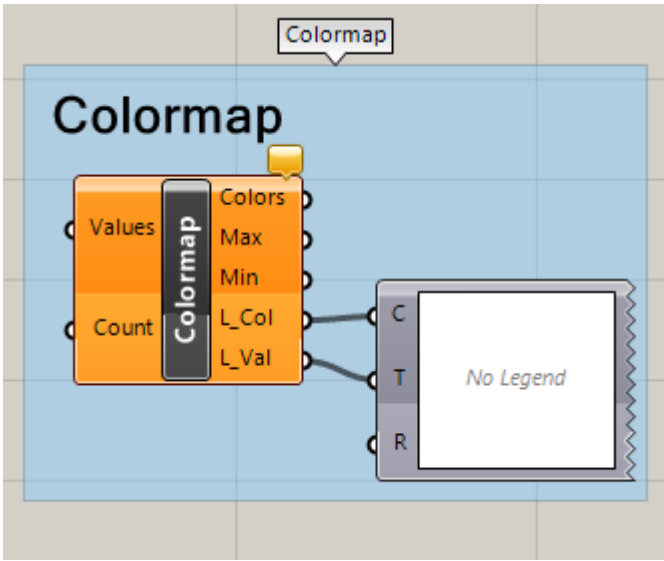 Colormap
Colormap
Values
Count
Colormap
Colors
Max
Min
L_Col
L_Val
C
T
R
No Legend